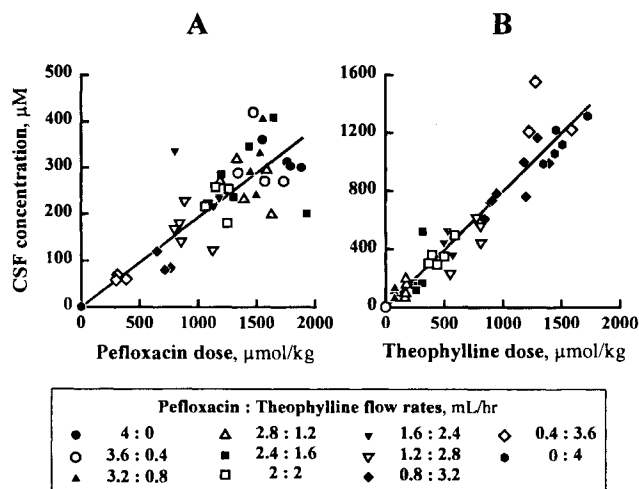 A
B
CSF concentration, μM
500
400
300
200
100
0
0
500
1000
1500
2000
Pefloxacin dose, μmol/kg
1600
1200
800
400
0
0
500
1000
1500
2000
Theophylline dose, μmol/kg
Pefloxacin : Theophylline flow rates, mL/hr
4 : 0
2.8 : 1.2
1.6 : 2.4
0.4 : 3.6
3.6 : 0.4
2.4 : 1.6
1.2 : 2.8
0 : 4
3.2 : 0.8
2 : 2
0.8 : 3.2